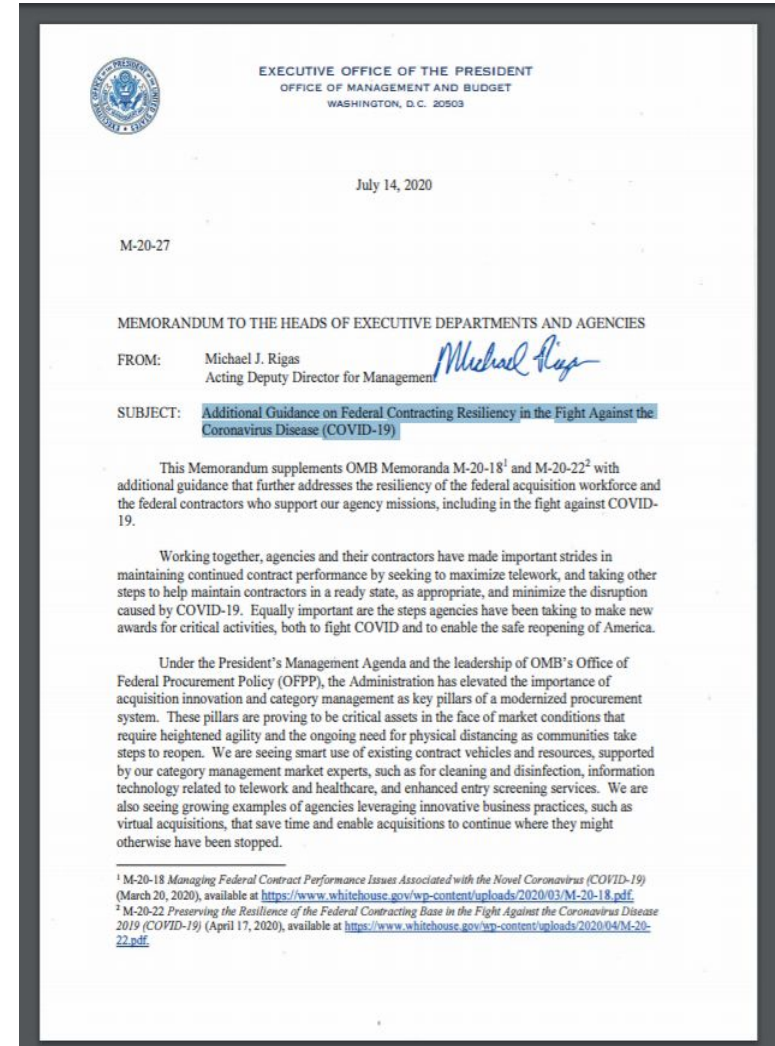 EXECUTIVE OFFICE OF THE PRESIDENT
OFFICE OF MANAGEMENT AND BUDGET
WASHINGTON, D.C. 20503
July 14, 2020
M-20-27
MEMORANDUM TO THE HEADS OF EXECUTIVE DEPARTMENTS AND AGENCIES
FROM: Michael J. Rigas
Acting Deputy Director for Management
SUBJECT: Additional Guidance on Federal Contracting Resiliency in the Fight Against the
Coronavirus Disease (COVID-19)
This Memorandum supplements OMB Memoranda M-20-18¹ and M-20-22² with
additional guidance that further addresses the resiliency of the federal acquisition workforce and
the federal contractors who support our agency missions, including in the fight against COVID-
19.
Working together, agencies and their contractors have made important strides in
maintaining continued contract performance by seeking to maximize telework, and taking other
steps to help maintain contractors in a ready state, as appropriate, and minimize the disruption
caused by COVID-19. Equally important are the steps agencies have been taking to make new
awards for critical activities, both to fight COVID and to enable the safe reopening of America.
Under the President's Management Agenda and the leadership of OMB's Office of
Federal Procurement Policy (OFPP), the Administration has elevated the importance of
acquisition innovation and category management as key pillars of a modernized procurement
system. These pillars are proving to be critical assets in the face of market conditions that
require heightened agility and the ongoing need for physical distancing as communities take
steps to reopen. We are seeing smart use of existing contract vehicles and resources, supported
by our category management market experts, such as for cleaning and disinfection, information
technology related to telework and healthcare, and enhanced entry screening services. We are
also seeing growing examples of agencies leveraging innovative business practices, such as
virtual acquisitions, that save time and enable acquisitions to continue where they might
otherwise have been stopped.
¹ M-20-18 Managing Federal Contract Performance Issues Associated with the Novel Coronavirus (COVID-19)
(March 20, 2020), available at https://www.whitehouse.gov/wp-content/uploads/2020/03/M-20-18.pdf.
² M-20-22 Preserving the Resilience of the Federal Contracting Base in the Fight Against the Coronavirus Disease
2019 (COVID-19) (April 17, 2020), available at https://www.whitehouse.gov/wp-content/uploads/2020/04/M-20-
22.pdf.